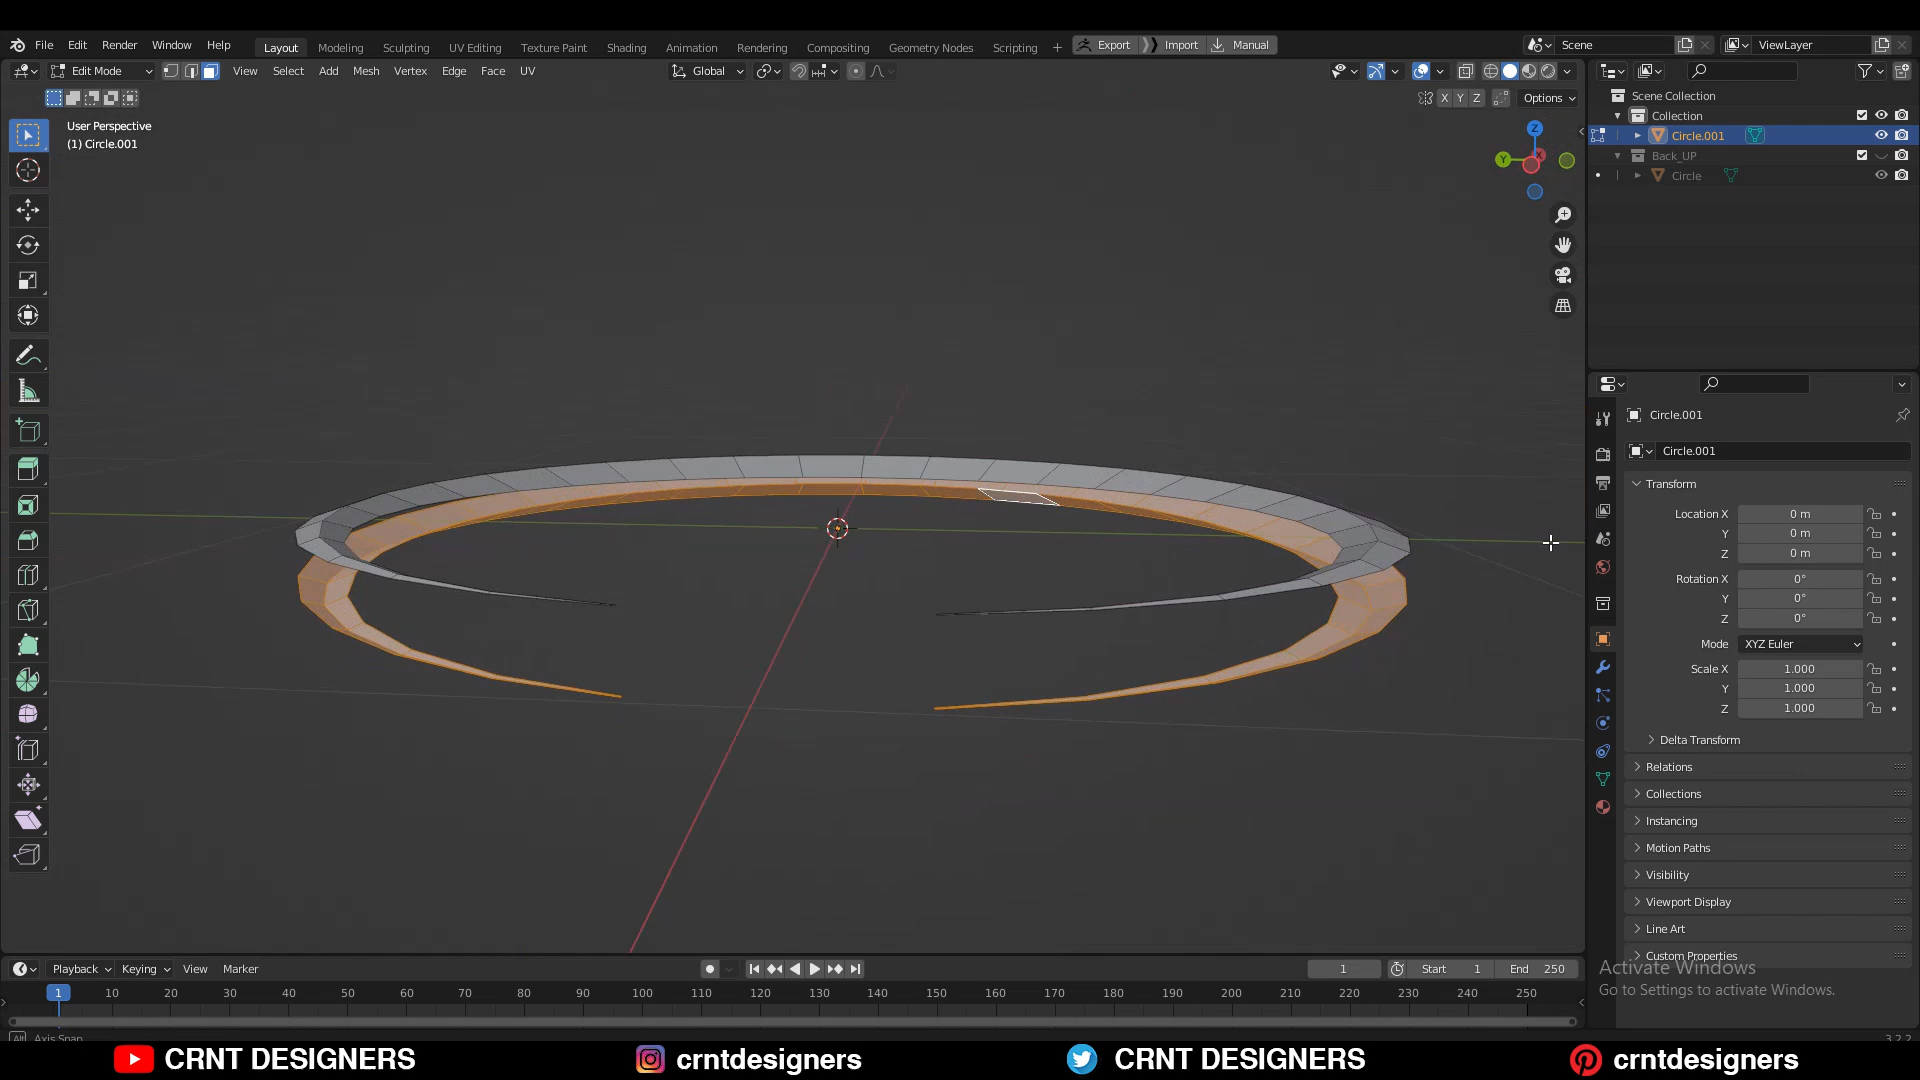 File Edit Render Window Help Layout Modeling Sculpting UV Editing Texture Paint Shading Animation Rendering Compositing Geometry Nodes Scripting + Export Import Manual Scene ViewLayer
Edit Mode View Select Add Mesh Vertex Edge Face UV Global
X Y Z Options
User Perspective
(1) Circle.001
Z
Y
X
Scene Collection
Collection
Circle.001
Back_UP
Circle
Circle.001
Circle.001
Transform
Location X 0 m
Y 0 m
Z 0 m
Rotation X 0°
Y 0°
Z 0°
Mode XYZ Euler
Scale X 1.000
Y 1.000
Z 1.000
Delta Transform
Relations
Collections
Instancing
Motion Paths
Visibility
Viewport Display
Line Art
Custom Properties
Activate Windows
Go to Settings to activate Windows.
Playback Keying View Marker 1 Start 1 End 250
1 10 20 30 40 50 60 70 80 90 100 110 120 130 140 150 160 170 180 190 200 210 220 230 240 250
Alt Axis Snap 3.2.2
CRNT DESIGNERS crntdesigners CRNT DESIGNERS crntdesigners